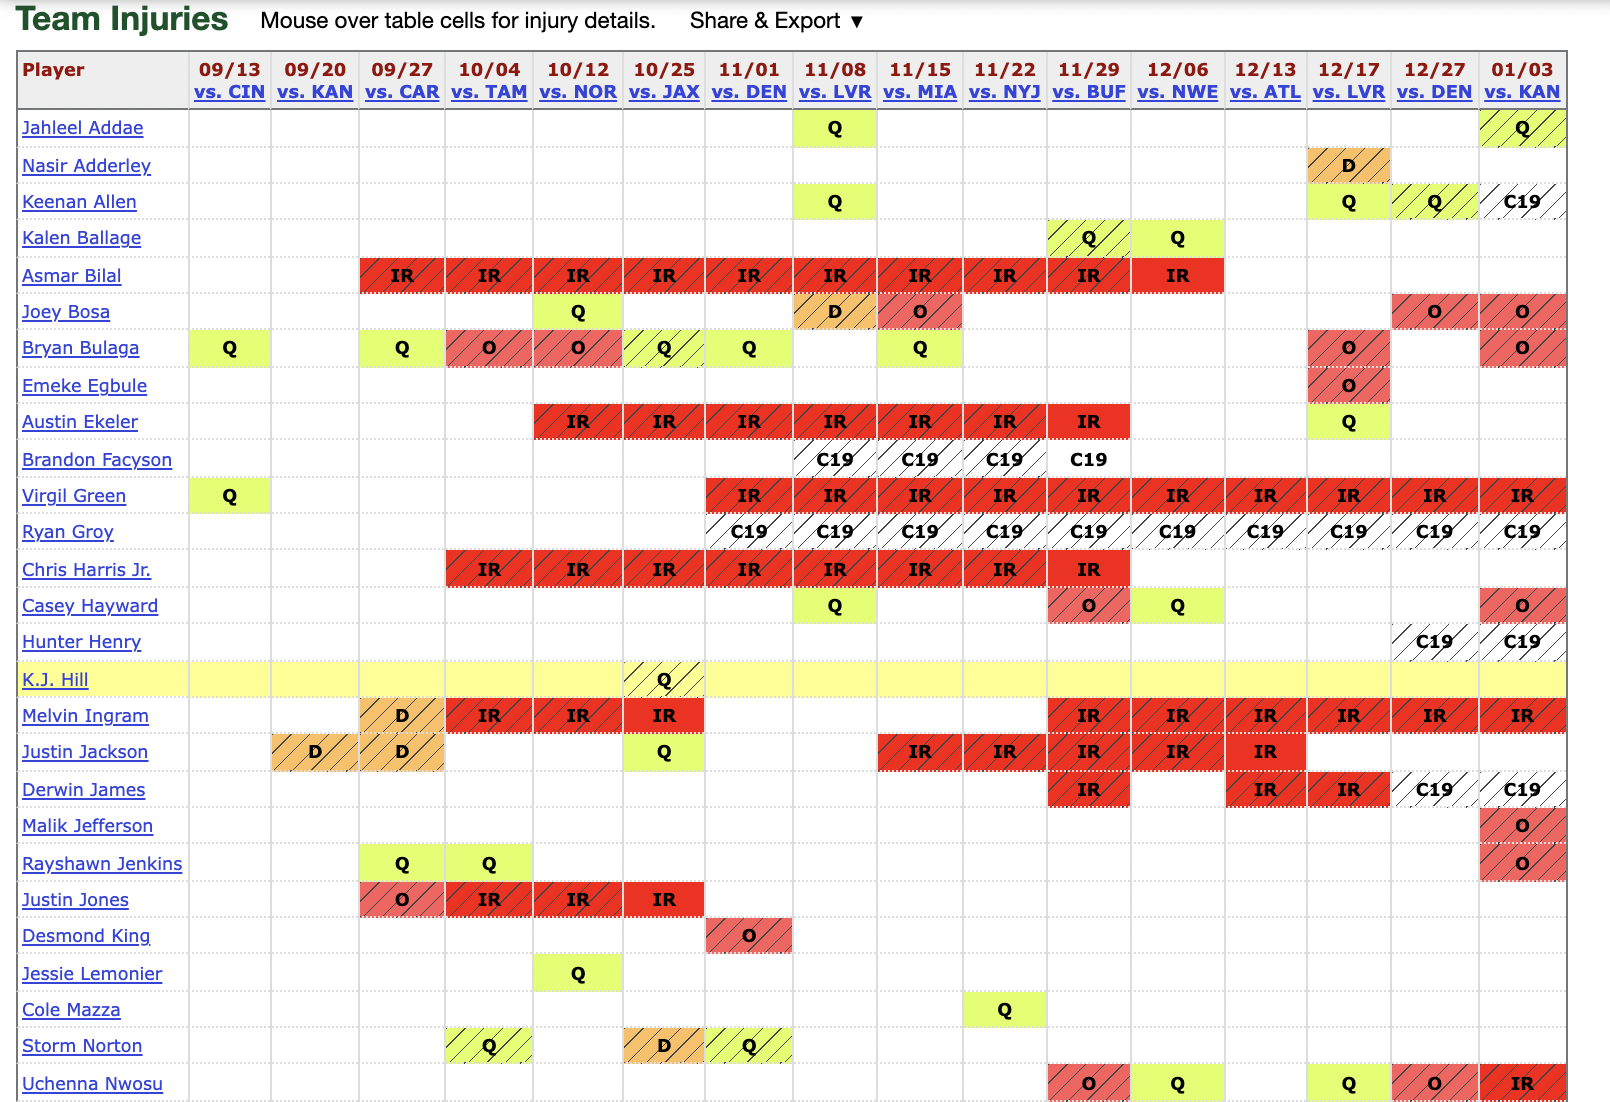 Team Injuries Mouse over table cells for injury details. Share & Export ▼
Player 09/13 09/20 09/27 10/04 10/12 10/25 11/01 11/08 11/15 11/22 11/29 12/06 12/13 12/17 12/27 01/03
vs. CIN vs. KAN vs. CAR vs. TAM vs. NOR vs. JAX vs. DEN vs. LVR vs. MIA vs. NYJ vs. BUF vs. NWE vs. ATL vs. LVR vs. DEN vs. KAN
Jahleel Addae Q Q
Nasir Adderley D
Keenan Allen Q Q Q C19
Kalen Ballage Q Q
Asmar Bilal IR IR IR IR IR IR IR IR IR IR
Joey Bosa Q D O O O
Bryan Bulaga Q Q O O Q Q Q O O
Emeke Egbule O
Austin Ekeler IR IR IR IR IR IR IR Q
Brandon Facyson C19 C19 C19 C19
Virgil Green Q IR IR IR IR IR IR IR IR IR IR
Ryan Groy C19 C19 C19 C19 C19 C19 C19 C19 C19 C19
Chris Harris Jr. IR IR IR IR IR IR IR IR
Casey Hayward Q O Q O
Hunter Henry C19 C19
K.J. Hill Q
Melvin Ingram D IR IR IR IR IR IR IR IR IR
Justin Jackson D D Q IR IR IR IR IR
Derwin James IR IR IR C19 C19
Malik Jefferson O
Rayshawn Jenkins Q Q O
Justin Jones O IR IR IR
Desmond King O
Jessie Lemonier Q
Cole Mazza Q
Storm Norton Q D Q
Uchenna Nwosu O Q Q O IR